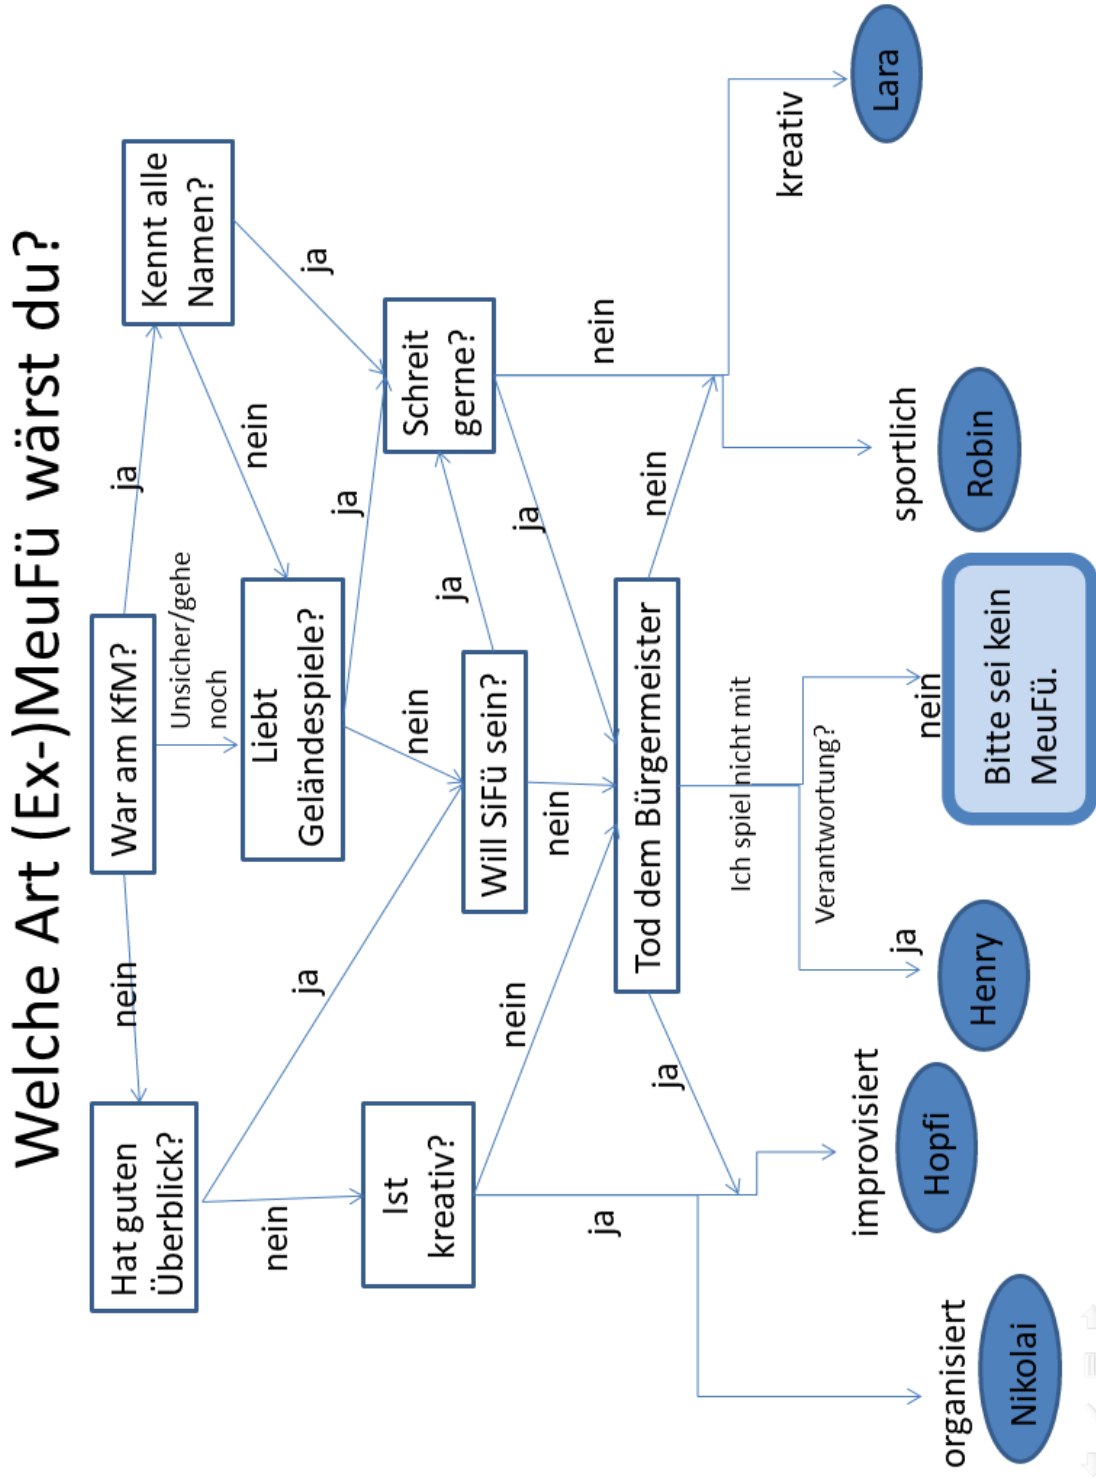 Welche Art (Ex-)MeuFü wärst du?
nein
War am KfM?
ja
Hat guten
Überblick?
Unsicher/gehe
noch
Kennt alle
Namen?
Liebt
Geländespiele?
nein
ja
nein
ja
nein
ja
ja
Ist
kreativ?
Will SiFü sein?
Schreit
gerne?
nein
nein
ja
nein
ja
Tod dem Bürgermeister
ja
nein
Ich spiel nicht mit
Verantwortung?
kreativ
improvisiert
ja
nein
sportlich
organisiert
Nikolai
Hopfi
Henry
Bitte sei kein
MeuFü.
Robin
Lara